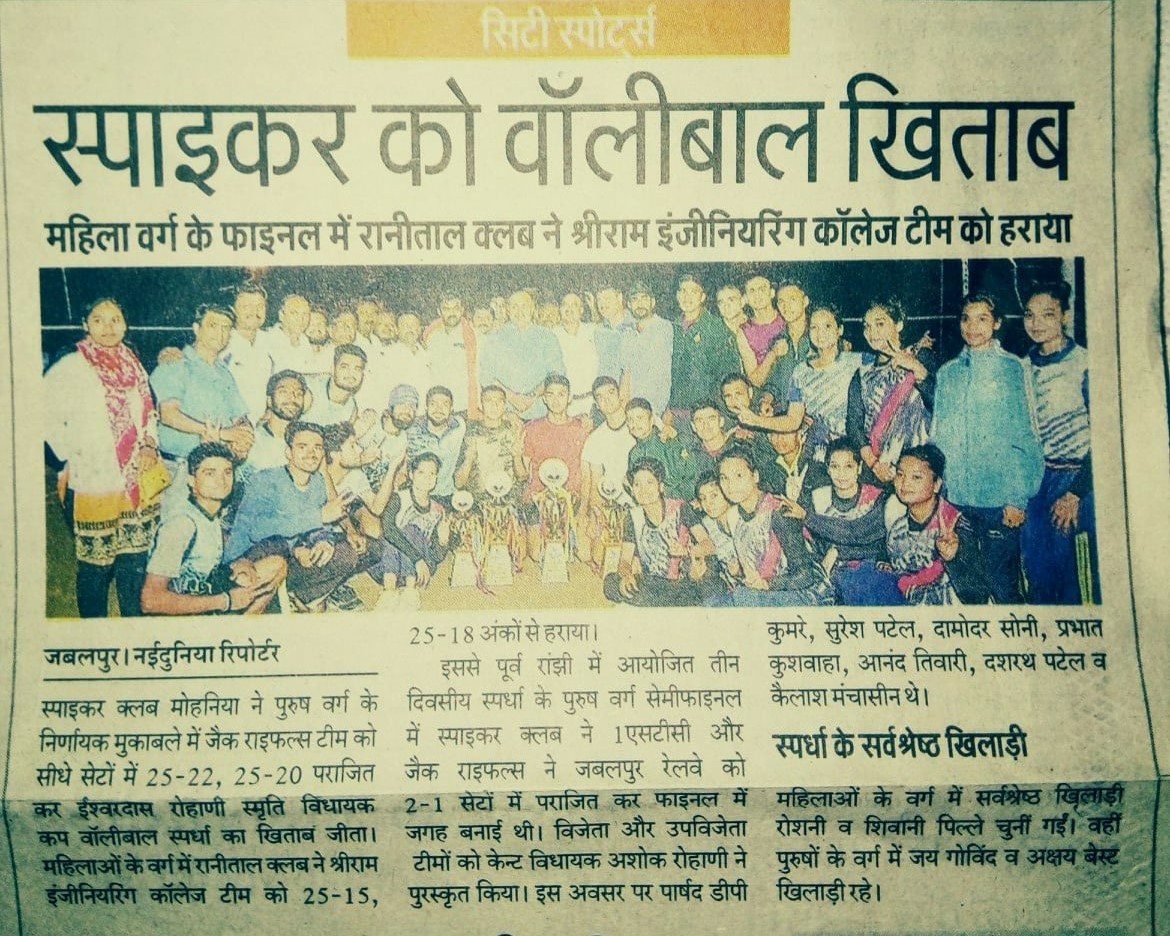 सिटी स्पोर्ट्स
स्पाइकर को वॉलीबाल खिताब
महिला वर्ग के फाइनल में रानीताल क्लब ने श्रीराम इंजीनियरिंग कॉलेज टीम को हराया
जबलपुर। नईदुनिया रिपोर्टर
स्पाइकर क्लब मोहनिया ने पुरुष वर्ग के
निर्णायक मुकाबले में जैक राइफल्स टीम को
सीधे सेटों में 25-22, 25-20 पराजित
कर ईश्वरदास रोहाणी स्मृति विधायक
कप वॉलीबाल स्पर्धा का खिताब जीता।
महिलाओं के वर्ग में रानीताल क्लब ने श्रीराम
इंजीनियरिंग कॉलेज टीम को 25-15,
25-18 अंकों से हराया।
इससे पूर्व रांझी में आयोजित तीन
दिवसीय स्पर्धा के पुरुष वर्ग सेमीफाइनल
में स्पाइकर क्लब ने 1एसटीसी और
जैक राइफल्स ने जबलपुर रेलवे को
2-1 सेटों में पराजित कर फाइनल में
जगह बनाई थी। विजेता और उपविजेता
टीमों को केन्ट विधायक अशोक रोहाणी ने
पुरस्कृत किया। इस अवसर पर पार्षद डीपी
कुमरे, सुरेश पटेल, दामोदर सोनी, प्रभात
कुशवाहा, आनंद तिवारी, दशरथ पटेल व
कैलाश मंचासीन थे।
स्पर्धा के सर्वश्रेष्ठ खिलाड़ी
महिलाओं के वर्ग में सर्वश्रेष्ठ खिलाड़ी
रोशनी व शिवानी पिल्ले चुनीं गईं। वहीं
पुरुषों के वर्ग में जय गोविंद व अक्षय बेस्ट
खिलाड़ी रहे।